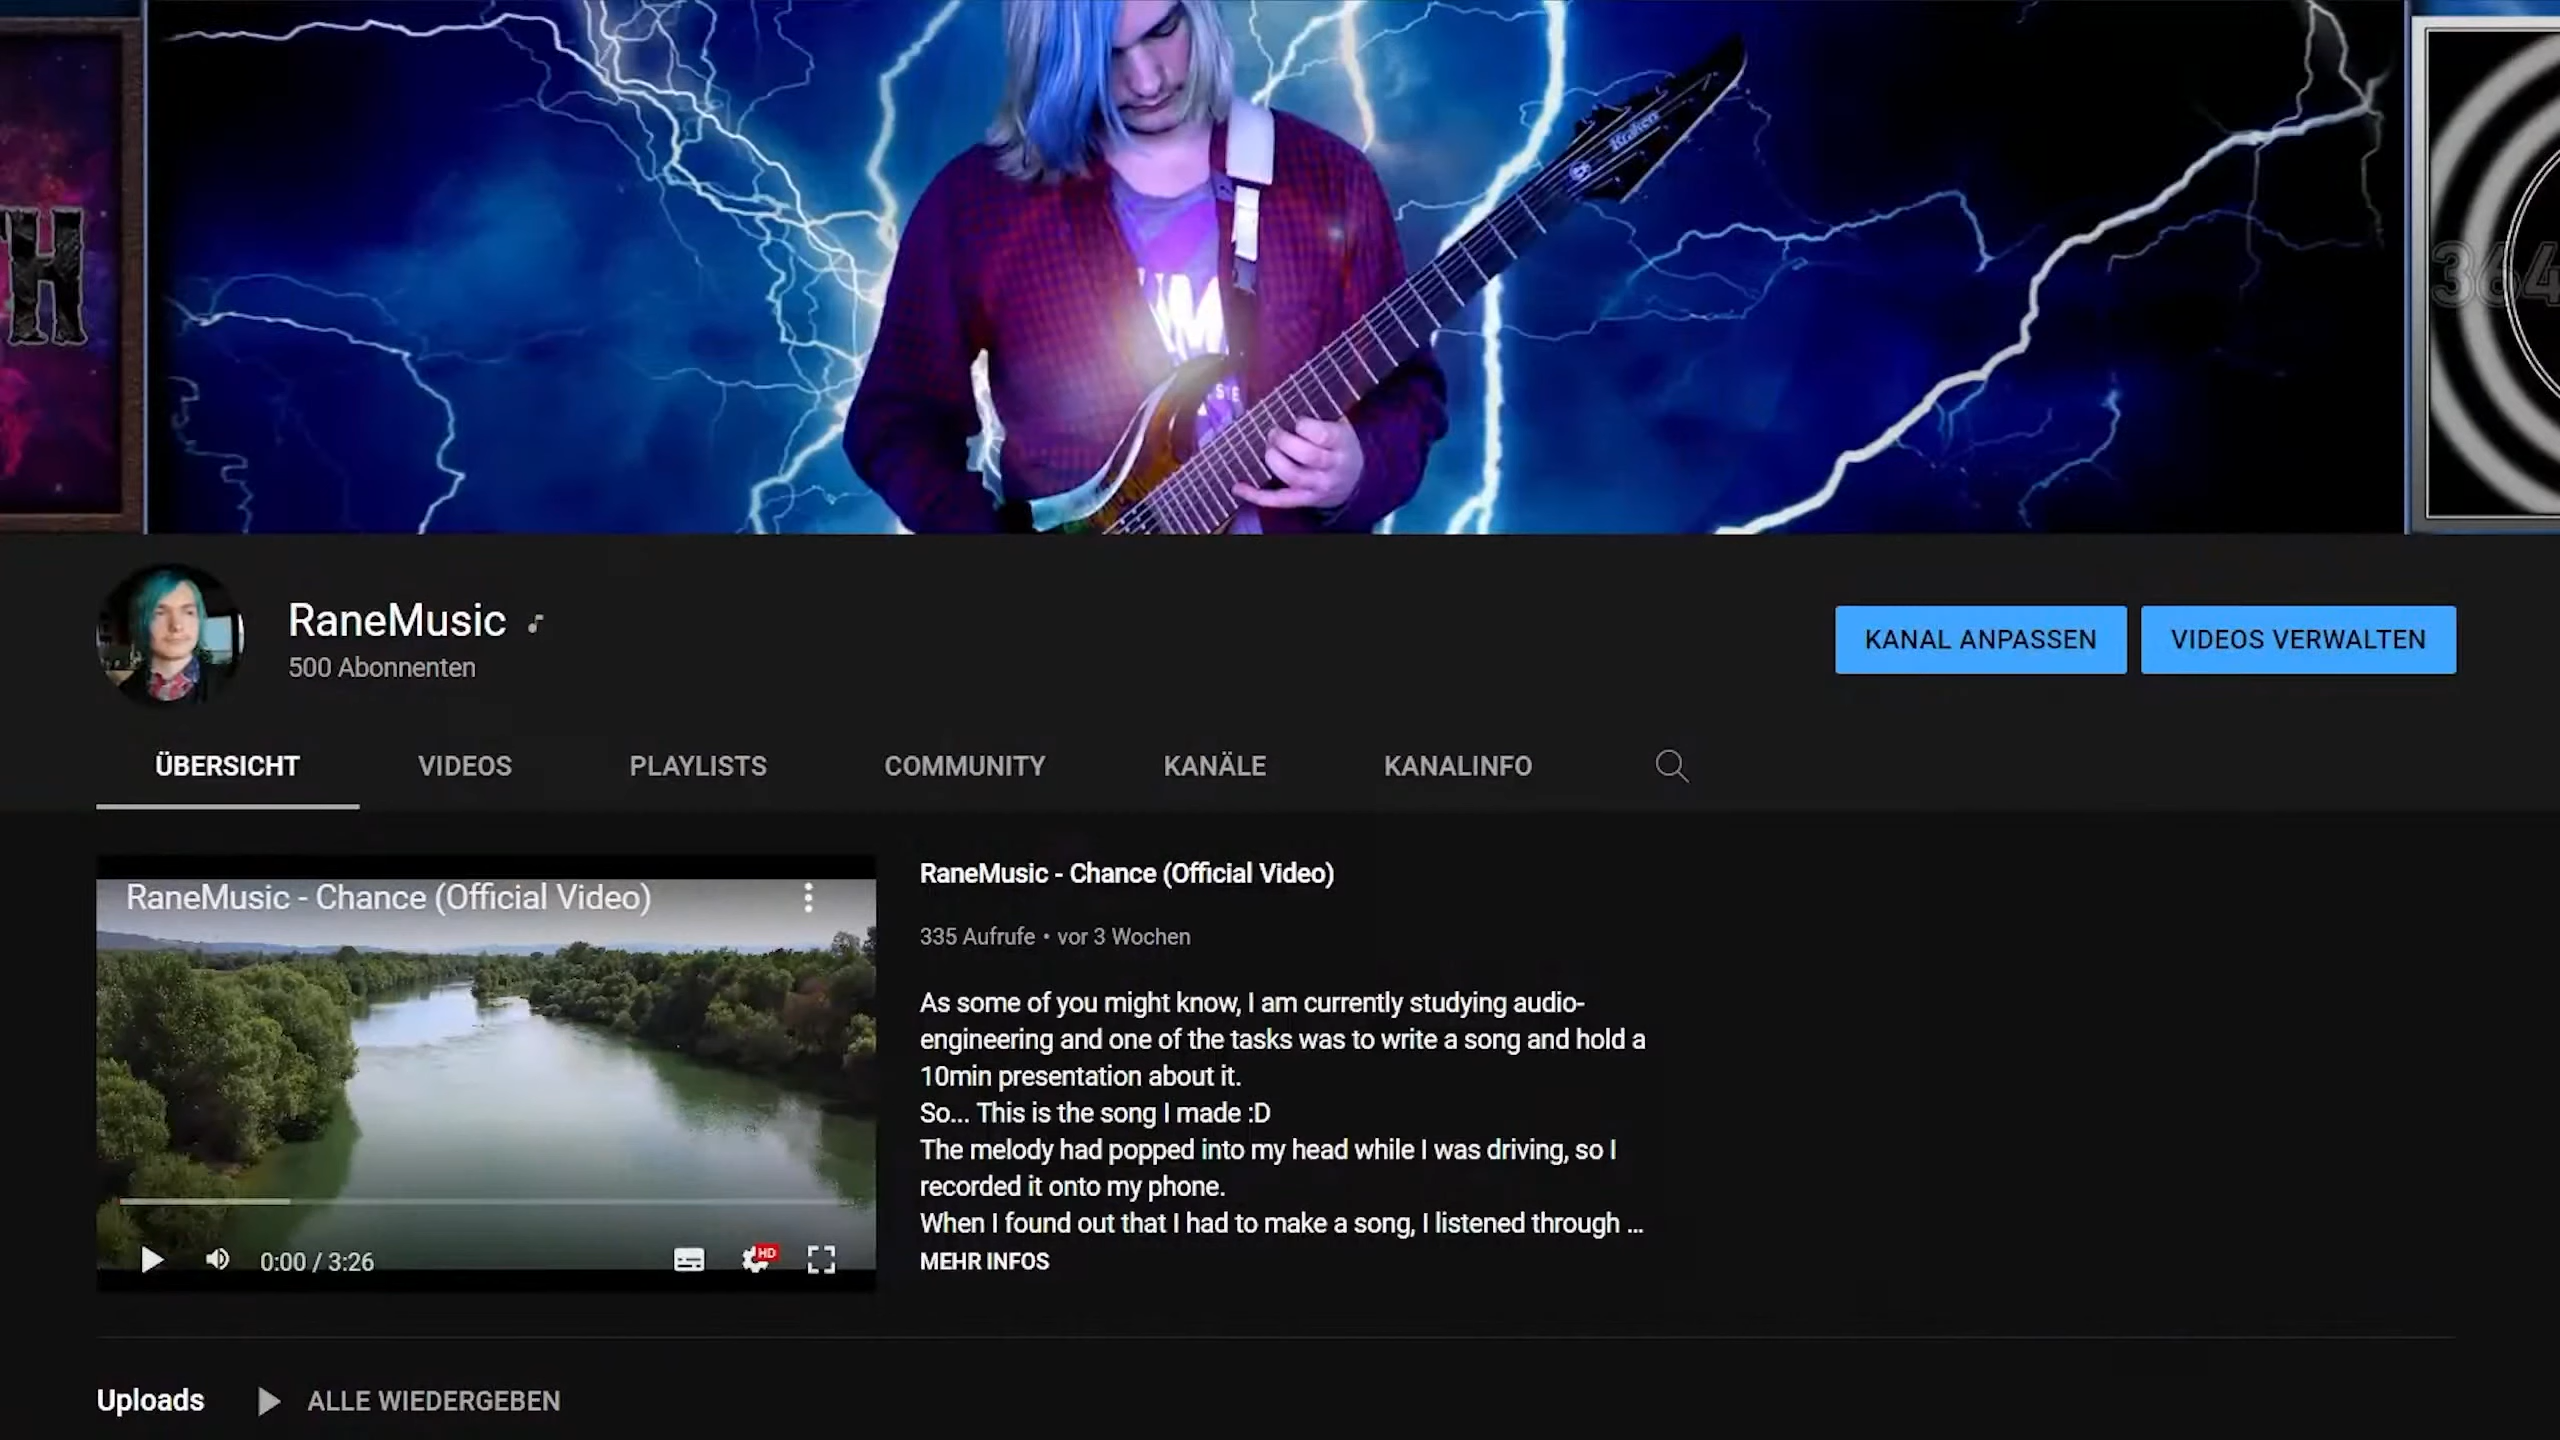 TH
Kraken
364
RaneMusic
500 Abonnenten
KANAL ANPASSEN
VIDEOS VERWALTEN
ÜBERSICHT
VIDEOS
PLAYLISTS
COMMUNITY
KANÄLE
KANALINFO
RaneMusic - Chance (Official Video)
0:00 / 3:26
HD
RaneMusic - Chance (Official Video)
335 Aufrufe • vor 3 Wochen
As some of you might know, I am currently studying audio-
engineering and one of the tasks was to write a song and hold a
10min presentation about it.
So... This is the song I made :D
The melody had popped into my head while I was driving, so I
recorded it onto my phone.
When I found out that I had to make a song, I listened through ...
MEHR INFOS
Uploads
ALLE WIEDERGEBEN